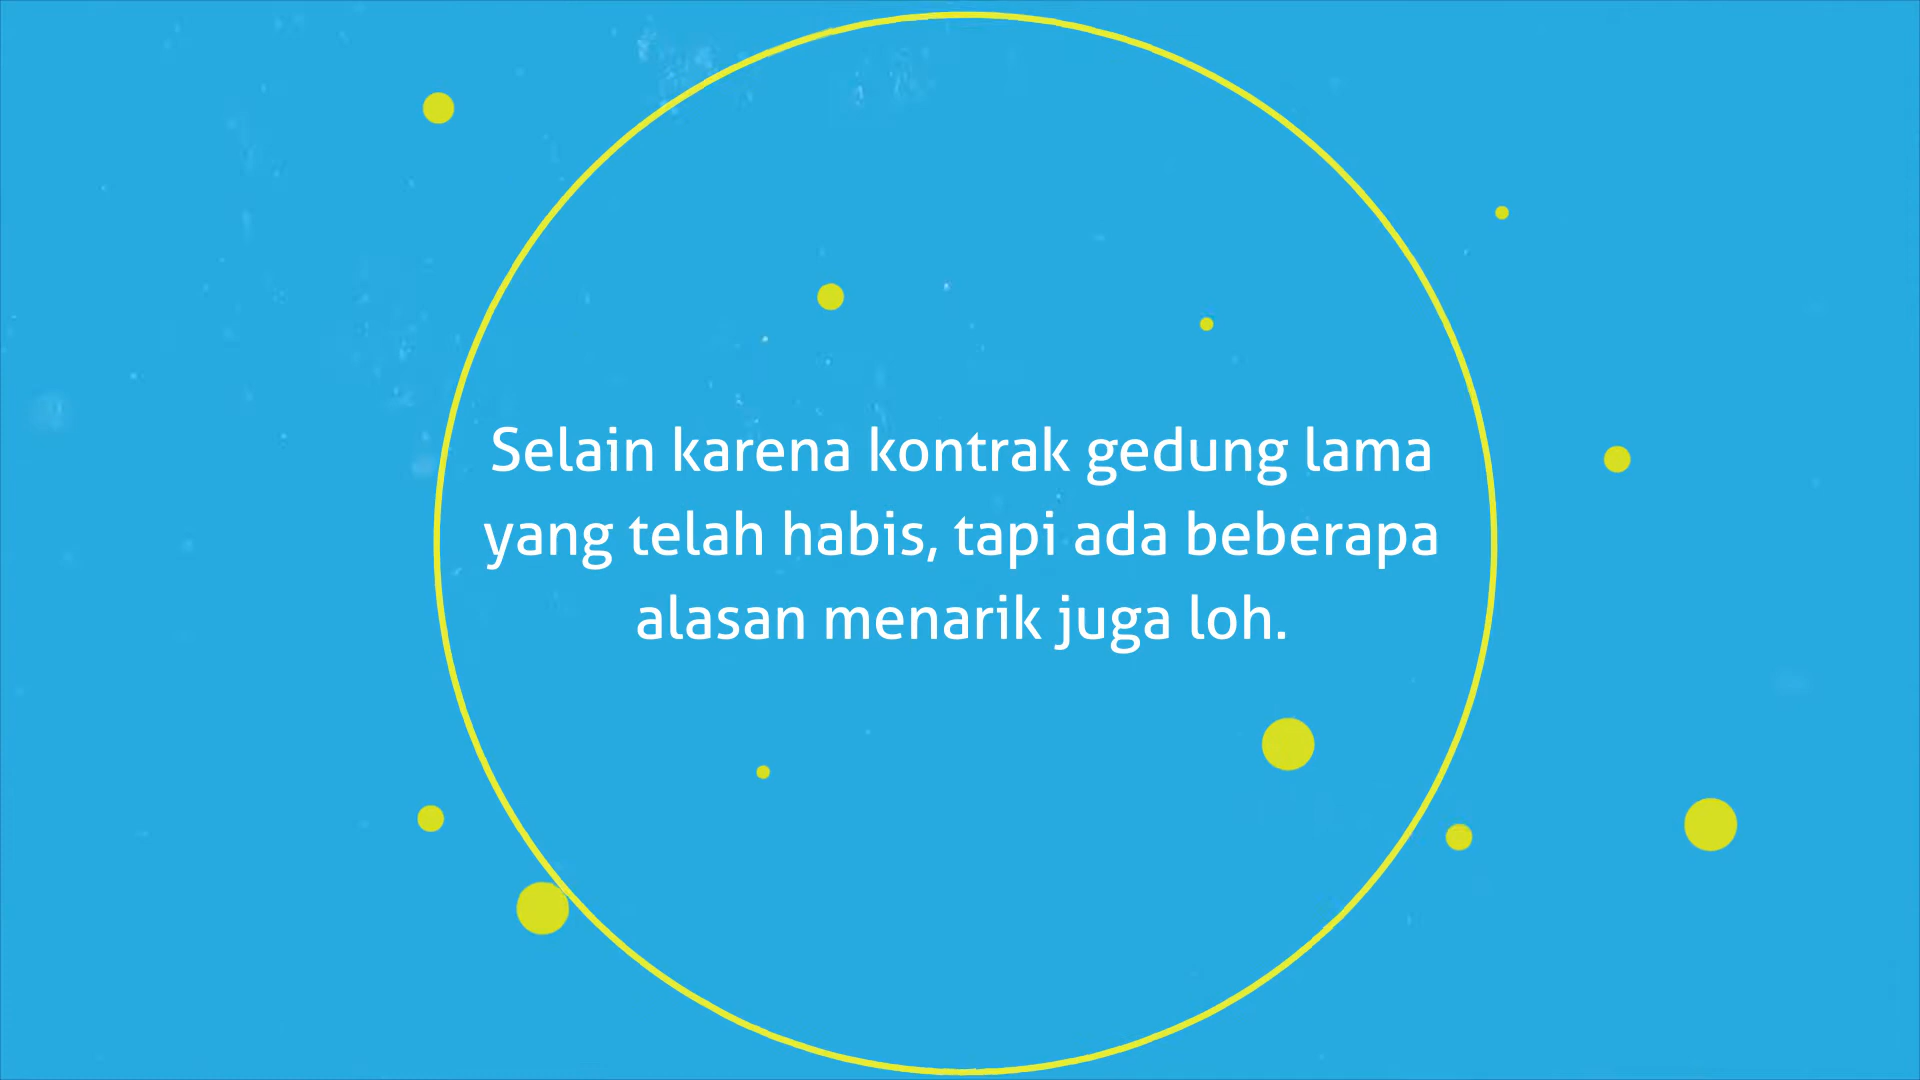 Selain karena kontrak gedung lama
yang telah habis, tapi ada beberapa
alasan menarik juga loh.